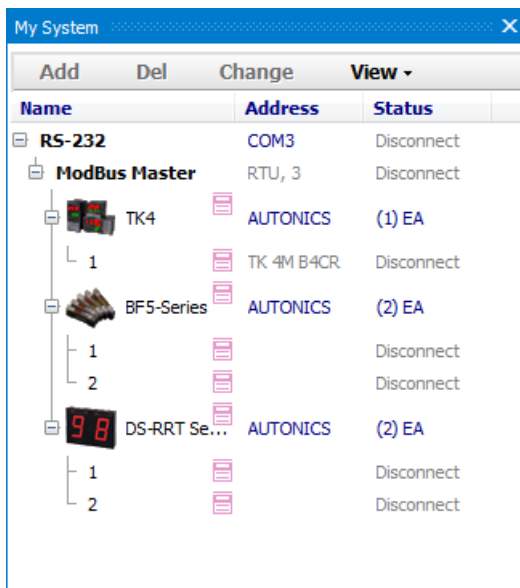 My System
Add Del Change View
Name Address Status
RS-232 COM3 Disconnect
ModBus Master RTU, 3 Disconnect
TK4 AUTONICS (1) EA
1 TK 4M B4CR Disconnect
BF5-Series AUTONICS (2) EA
1 Disconnect
2 Disconnect
98 DS-RRT Se... AUTONICS (2) EA
1 Disconnect
2 Disconnect